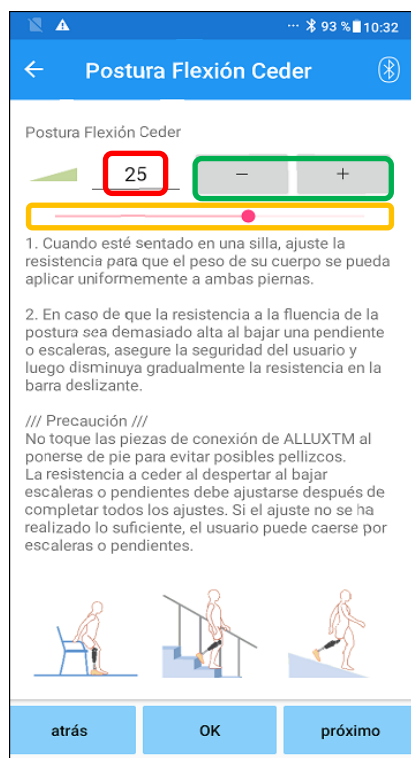 ··· 93 % 10:32
Postura Flexión Ceder
Postura Flexión Ceder
25 − +
1. Cuando esté sentado en una silla, ajuste la
resistencia para que el peso de su cuerpo se pueda
aplicar uniformemente a ambas piernas.
2. En caso de que la resistencia a la fluencia de la
postura sea demasiado alta al bajar una pendiente
o escaleras, asegure la seguridad del usuario y
luego disminuya gradualmente la resistencia en la
barra deslizante.
/// Precaución ///
No toque las piezas de conexión de ALLUXTM al
ponerse de pie para evitar posibles pellizcos.
La resistencia a ceder al despertar al bajar
escaleras o pendientes debe ajustarse después de
completar todos los ajustes. Si el ajuste no se ha
realizado lo suficiente, el usuario puede caerse por
escaleras o pendientes.
atrás OK próximo